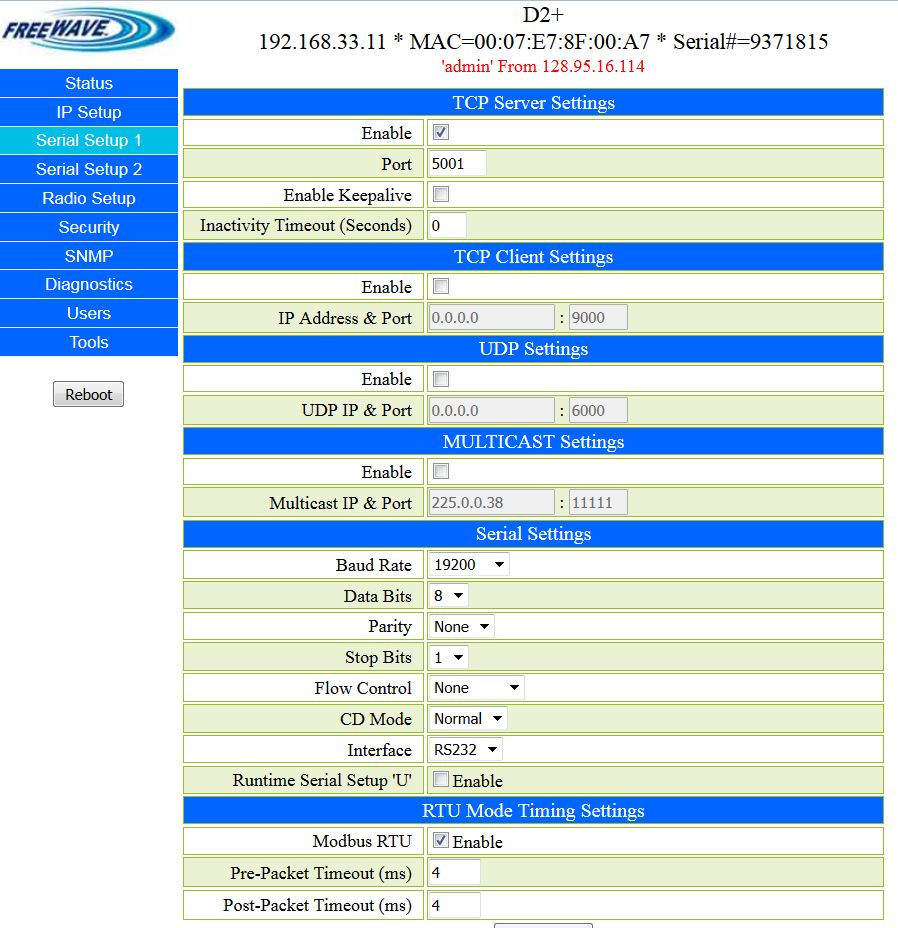 FREEWAVE
D2+
192.168.33.11 * MAC=00:07:E7:8F:00:A7 * Serial#=9371815
'admin' From 128.95.16.114
Status
IP Setup
Serial Setup 1
Serial Setup 2
Radio Setup
Security
SNMP
Diagnostics
Users
Tools
Reboot
TCP Server Settings
Enable
Port 5001
Enable Keepalive
Inactivity Timeout (Seconds) 0
TCP Client Settings
Enable
IP Address & Port 0.0.0.0 : 9000
UDP Settings
Enable
UDP IP & Port 0.0.0.0 : 6000
MULTICAST Settings
Enable
Multicast IP & Port 225.0.0.38 : 11111
Serial Settings
Baud Rate 19200
Data Bits 8
Parity None
Stop Bits 1
Flow Control None
CD Mode Normal
Interface RS232
Runtime Serial Setup 'U' Enable
RTU Mode Timing Settings
Modbus RTU Enable
Pre-Packet Timeout (ms) 4
Post-Packet Timeout (ms) 4